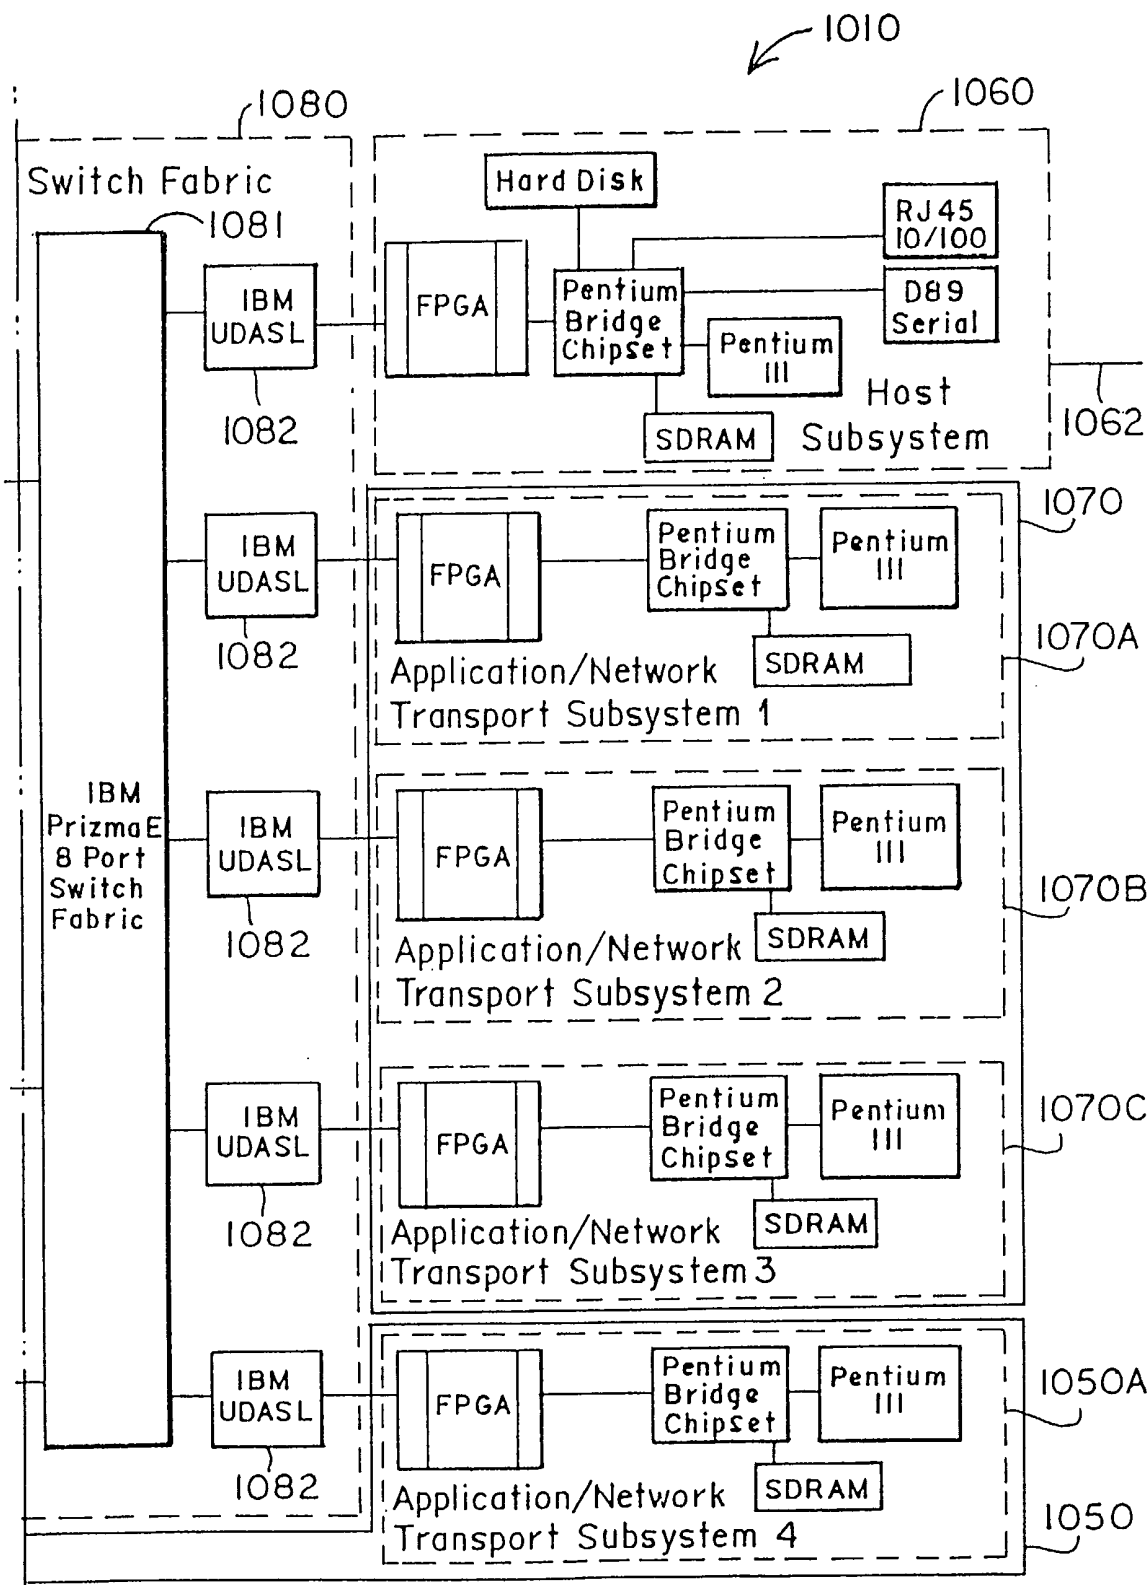 1010
1080
1060
Switch Fabric
1081
Hard Disk
RJ45
10/100
IBM
UDASL
FPGA
Pentium
Bridge
Chipset
D89
Serial
Pentium
III
1082
SDRAM
Host
Subsystem
1062
1070
IBM
UDASL
FPGA
Pentium
Bridge
Chipset
Pentium
III
1082
SDRAM
1070A
Application/Network
Transport Subsystem 1
IBM
PrizmaE
8 Port
Switch
Fabric
IBM
UDASL
FPGA
Pentium
Bridge
Chipset
Pentium
III
1070B
1082
SDRAM
Application/Network
Transport Subsystem 2
IBM
UDASL
FPGA
Pentium
Bridge
Chipset
Pentium
III
1070C
1082
SDRAM
Application/Network
Transport Subsystem 3
IBM
UDASL
FPGA
Pentium
Bridge
Chipset
Pentium
III
1050A
1082
SDRAM
Application/Network
Transport Subsystem 4
1050